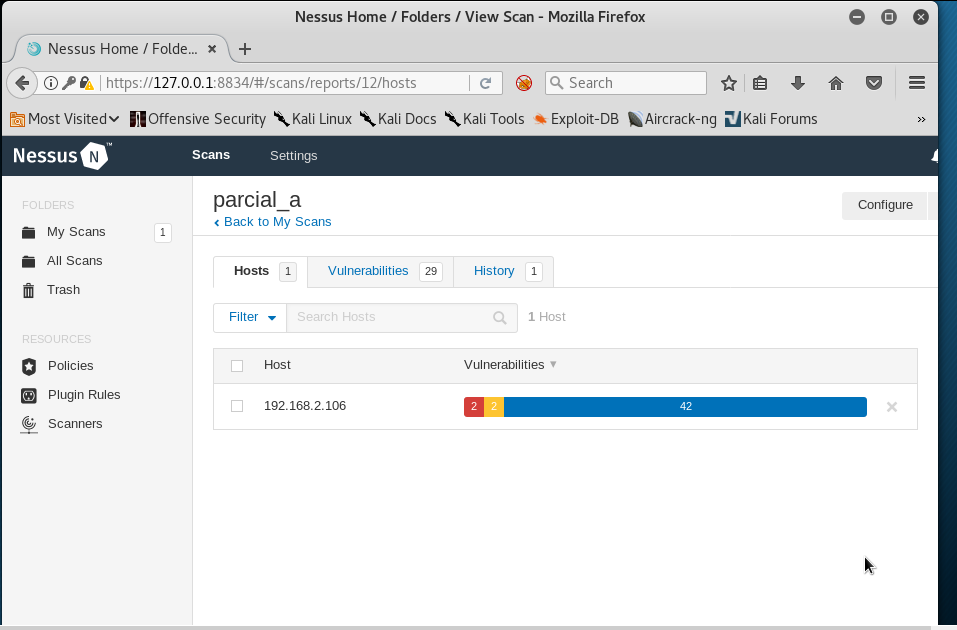 Nessus Home / Folders / View Scan - Mozilla Firefox
Nessus Home / Folde...
https://127.0.0.1:8834/#/scans/reports/12/hosts
Search
Most Visited Offensive Security Kali Linux Kali Docs Kali Tools Exploit-DB Aircrack-ng Kali Forums »
Nessus N ™ Scans Settings
FOLDERS
My Scans 1
All Scans
Trash
RESOURCES
Policies
Plugin Rules
Scanners
parcial_a
Back to My Scans
Configure
Hosts 1 Vulnerabilities 29 History 1
Filter Search Hosts 1 Host
Host Vulnerabilities
192.168.2.106 2 2 42